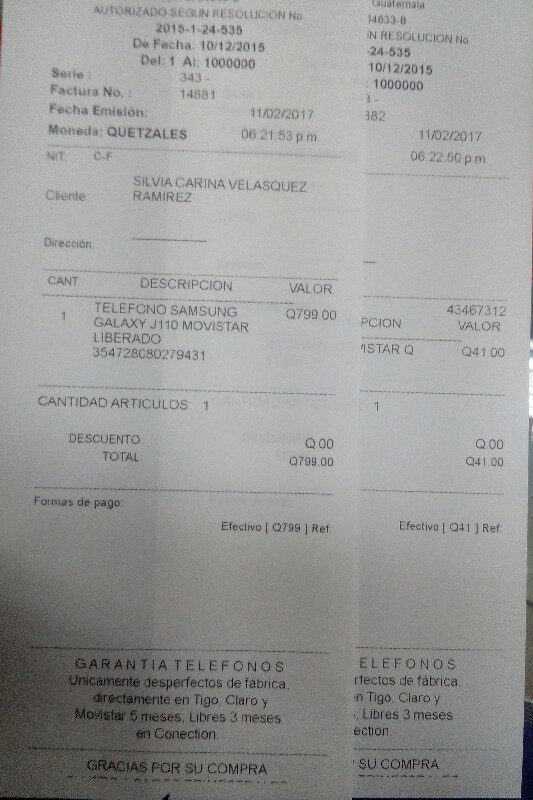 AUTORIZADO SEGUN RESOLUCION No.
2015-1-24-535
De Fecha: 10/12/2015
Del: 1 Al: 1000000
Serie : 343 -
Factura No. : 14881
Fecha Emisión: 11/02/2017
Moneda: QUETZALES 06:21:53 p.m.
NIT: C-F
Cliente: SILVIA CARINA VELASQUEZ
RAMIREZ
Dirección:
CANT. DESCRIPCION VALOR
1 TELEFONO SAMSUNG Q799.00
GALAXY J110 MOVISTAR
LIBERADO
354728080279431
CANTIDAD ARTICULOS: 1
DESCUENTO: Q.00
TOTAL Q799.00
Formas de pago:
Efectivo [ Q799 ] Ref:
GARANTIA TELEFONOS
Unicamente desperfectos de fábrica,
directamente en Tigo, Claro y
Movistar 5 meses, Libres 3 meses
en Conection.
GRACIAS POR SU COMPRA
Guatemala
34633-8
IN RESOLUCION No.
-24-535
10/12/2015
: 1000000
3 -
382
11/02/2017
06:22:50 p.m.
43467312
PCION VALOR
ISTAR Q Q41.00
: 1
Q.00
Q41.00
Efectivo [ Q41 ] Ref:
ELEFONOS
rfectos de fábrica,
n Tigo, Claro y
, Libres 3 meses
ection.
SU COMPRA